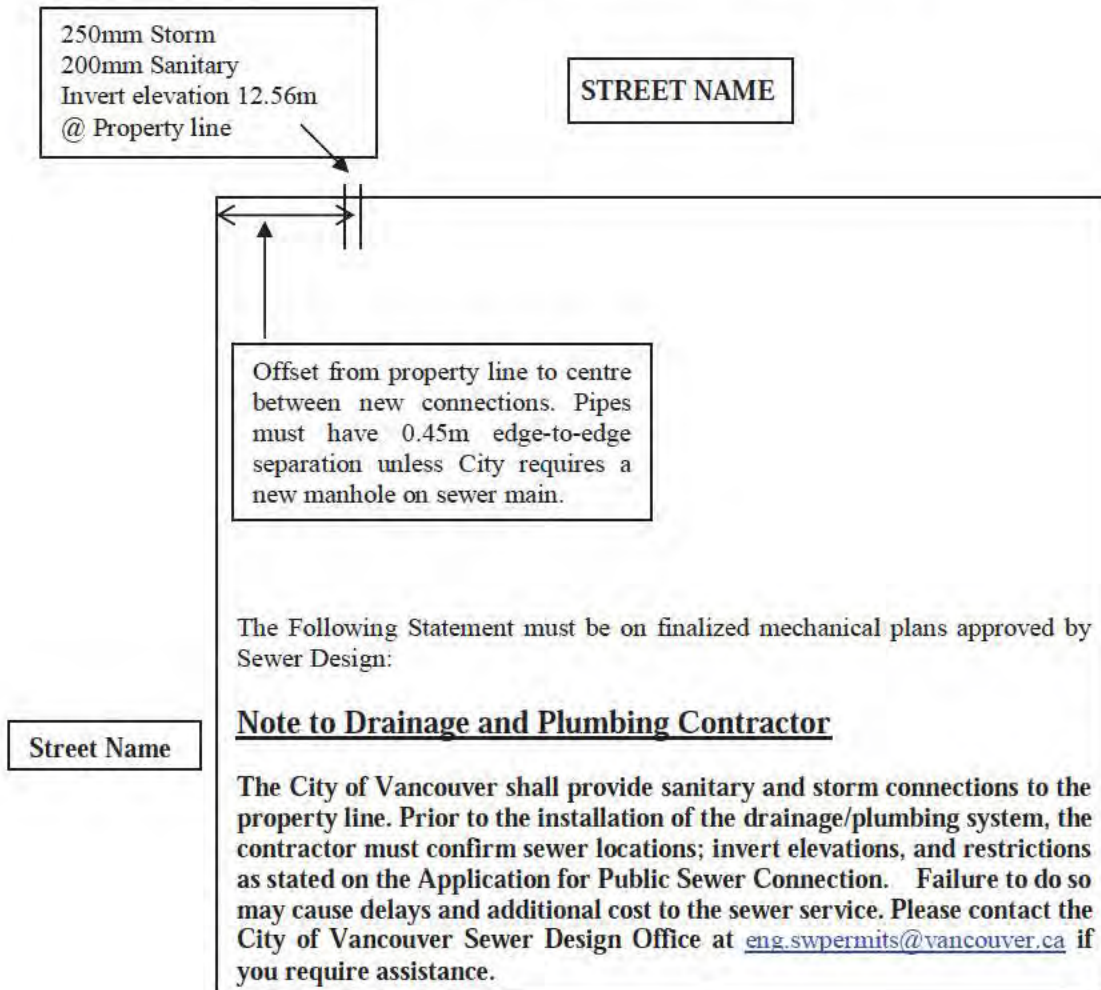 250mm Storm
200mm Sanitary
Invert elevation 12.56m
@ Property line
STREET NAME
Offset from property line to centre
between new connections. Pipes
must have 0.45m edge-to-edge
separation unless City requires a
new manhole on sewer main.
The Following Statement must be on finalized mechanical plans approved by
Sewer Design:
Note to Drainage and Plumbing Contractor
Street Name
The City of Vancouver shall provide sanitary and storm connections to the
property line. Prior to the installation of the drainage/plumbing system, the
contractor must confirm sewer locations; invert elevations, and restrictions
as stated on the Application for Public Sewer Connection. Failure to do so
may cause delays and additional cost to the sewer service. Please contact the
City of Vancouver Sewer Design Office at eng.swpermits@vancouver.ca if
you require assistance.